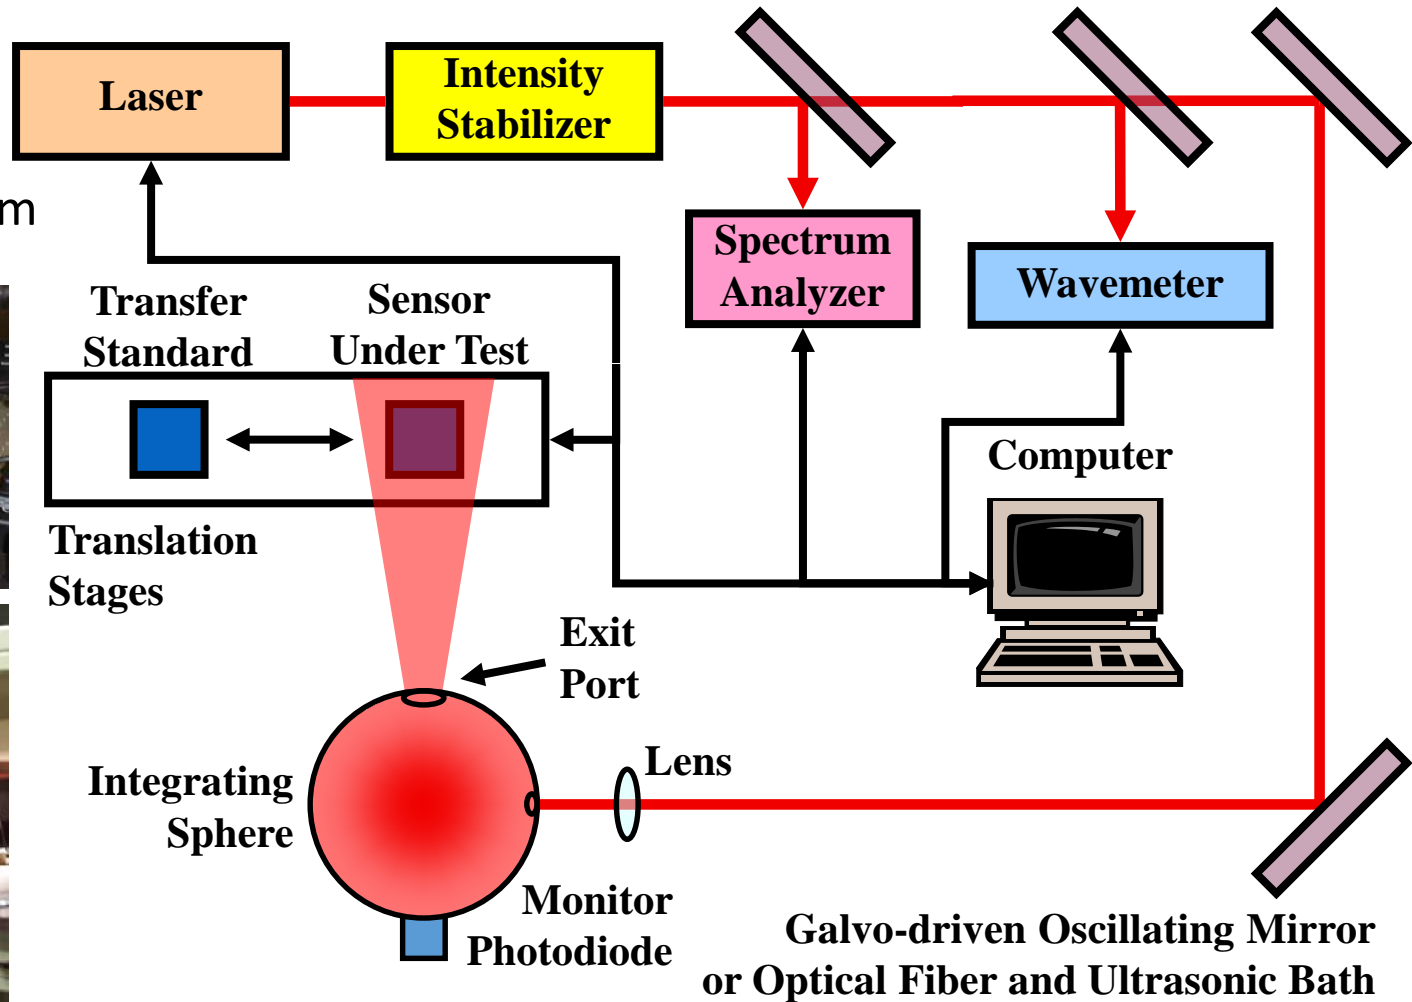 Laser
Intensity
Stabilizer
m
Spectrum
Analyzer
Wavemeter
Transfer
Standard
Sensor
Under Test
Computer
Translation
Stages
Exit
Port
Integrating
Sphere
Lens
Monitor
Photodiode
Galvo-driven Oscillating Mirror
or Optical Fiber and Ultrasonic Bath